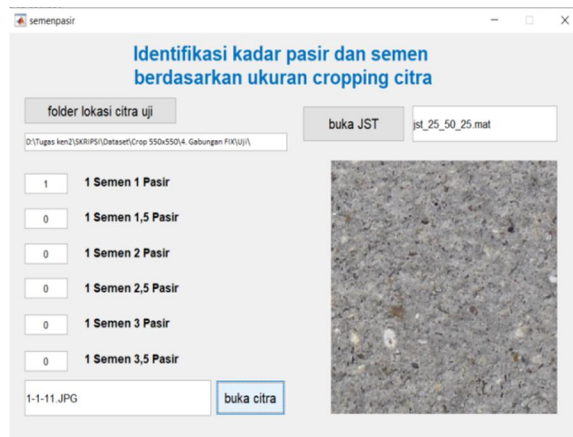 semenpasir
Identifikasi kadar pasir dan semen
berdasarkan ukuran cropping citra
folder lokasi citra uji
D:\Tugas ken2\SKRIPSI\Dataset\Crop 550x550\4. Gabungan FIX\Uji\
buka JST
jst_25_50_25.mat
1
1 Semen 1 Pasir
0
1 Semen 1,5 Pasir
0
1 Semen 2 Pasir
0
1 Semen 2,5 Pasir
0
1 Semen 3 Pasir
0
1 Semen 3,5 Pasir
1-1-11.JPG
buka citra